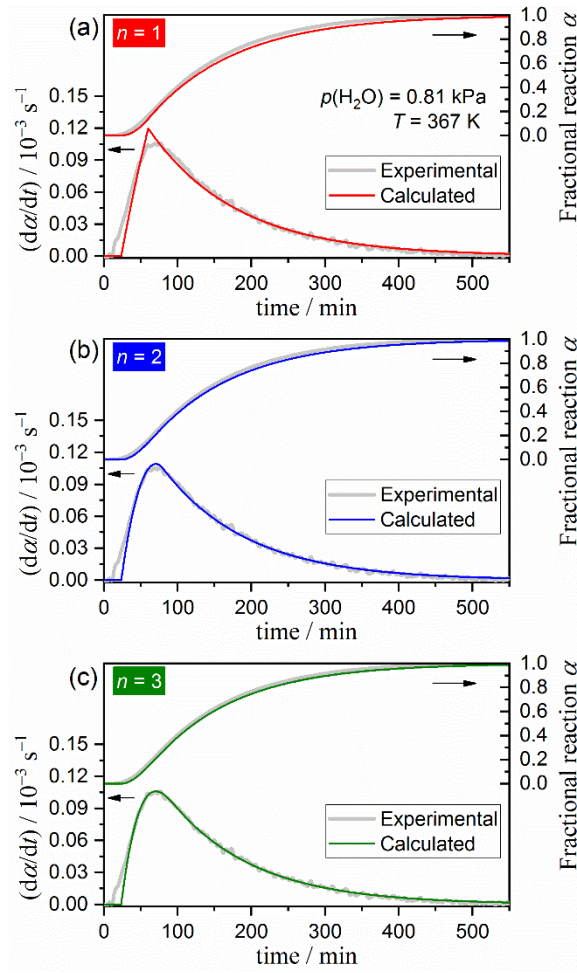 (a)
n = 1
p(H₂O) = 0.81 kPa
T = 367 K
Experimental
Calculated
(dα/dt) / 10⁻³ s⁻¹
0.15
0.12
0.09
0.06
0.03
0.00
Fractional reaction α
1.0
0.8
0.6
0.4
0.2
0.0
0 100 200 300 400 500
time / min
(b)
n = 2
Experimental
Calculated
(dα/dt) / 10⁻³ s⁻¹
0.15
0.12
0.09
0.06
0.03
0.00
Fractional reaction α
1.0
0.8
0.6
0.4
0.2
0.0
0 100 200 300 400 500
time / min
(c)
n = 3
Experimental
Calculated
(dα/dt) / 10⁻³ s⁻¹
0.15
0.12
0.09
0.06
0.03
0.00
Fractional reaction α
1.0
0.8
0.6
0.4
0.2
0.0
0 100 200 300 400 500
time / min